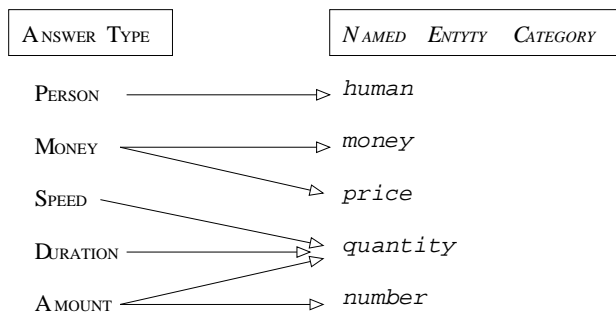 ANSWER TYPE NAMED ENTYTY CATEGORY
PERSON human
MONEY money
price
SPEED
DURATION quantity
AMOUNT number